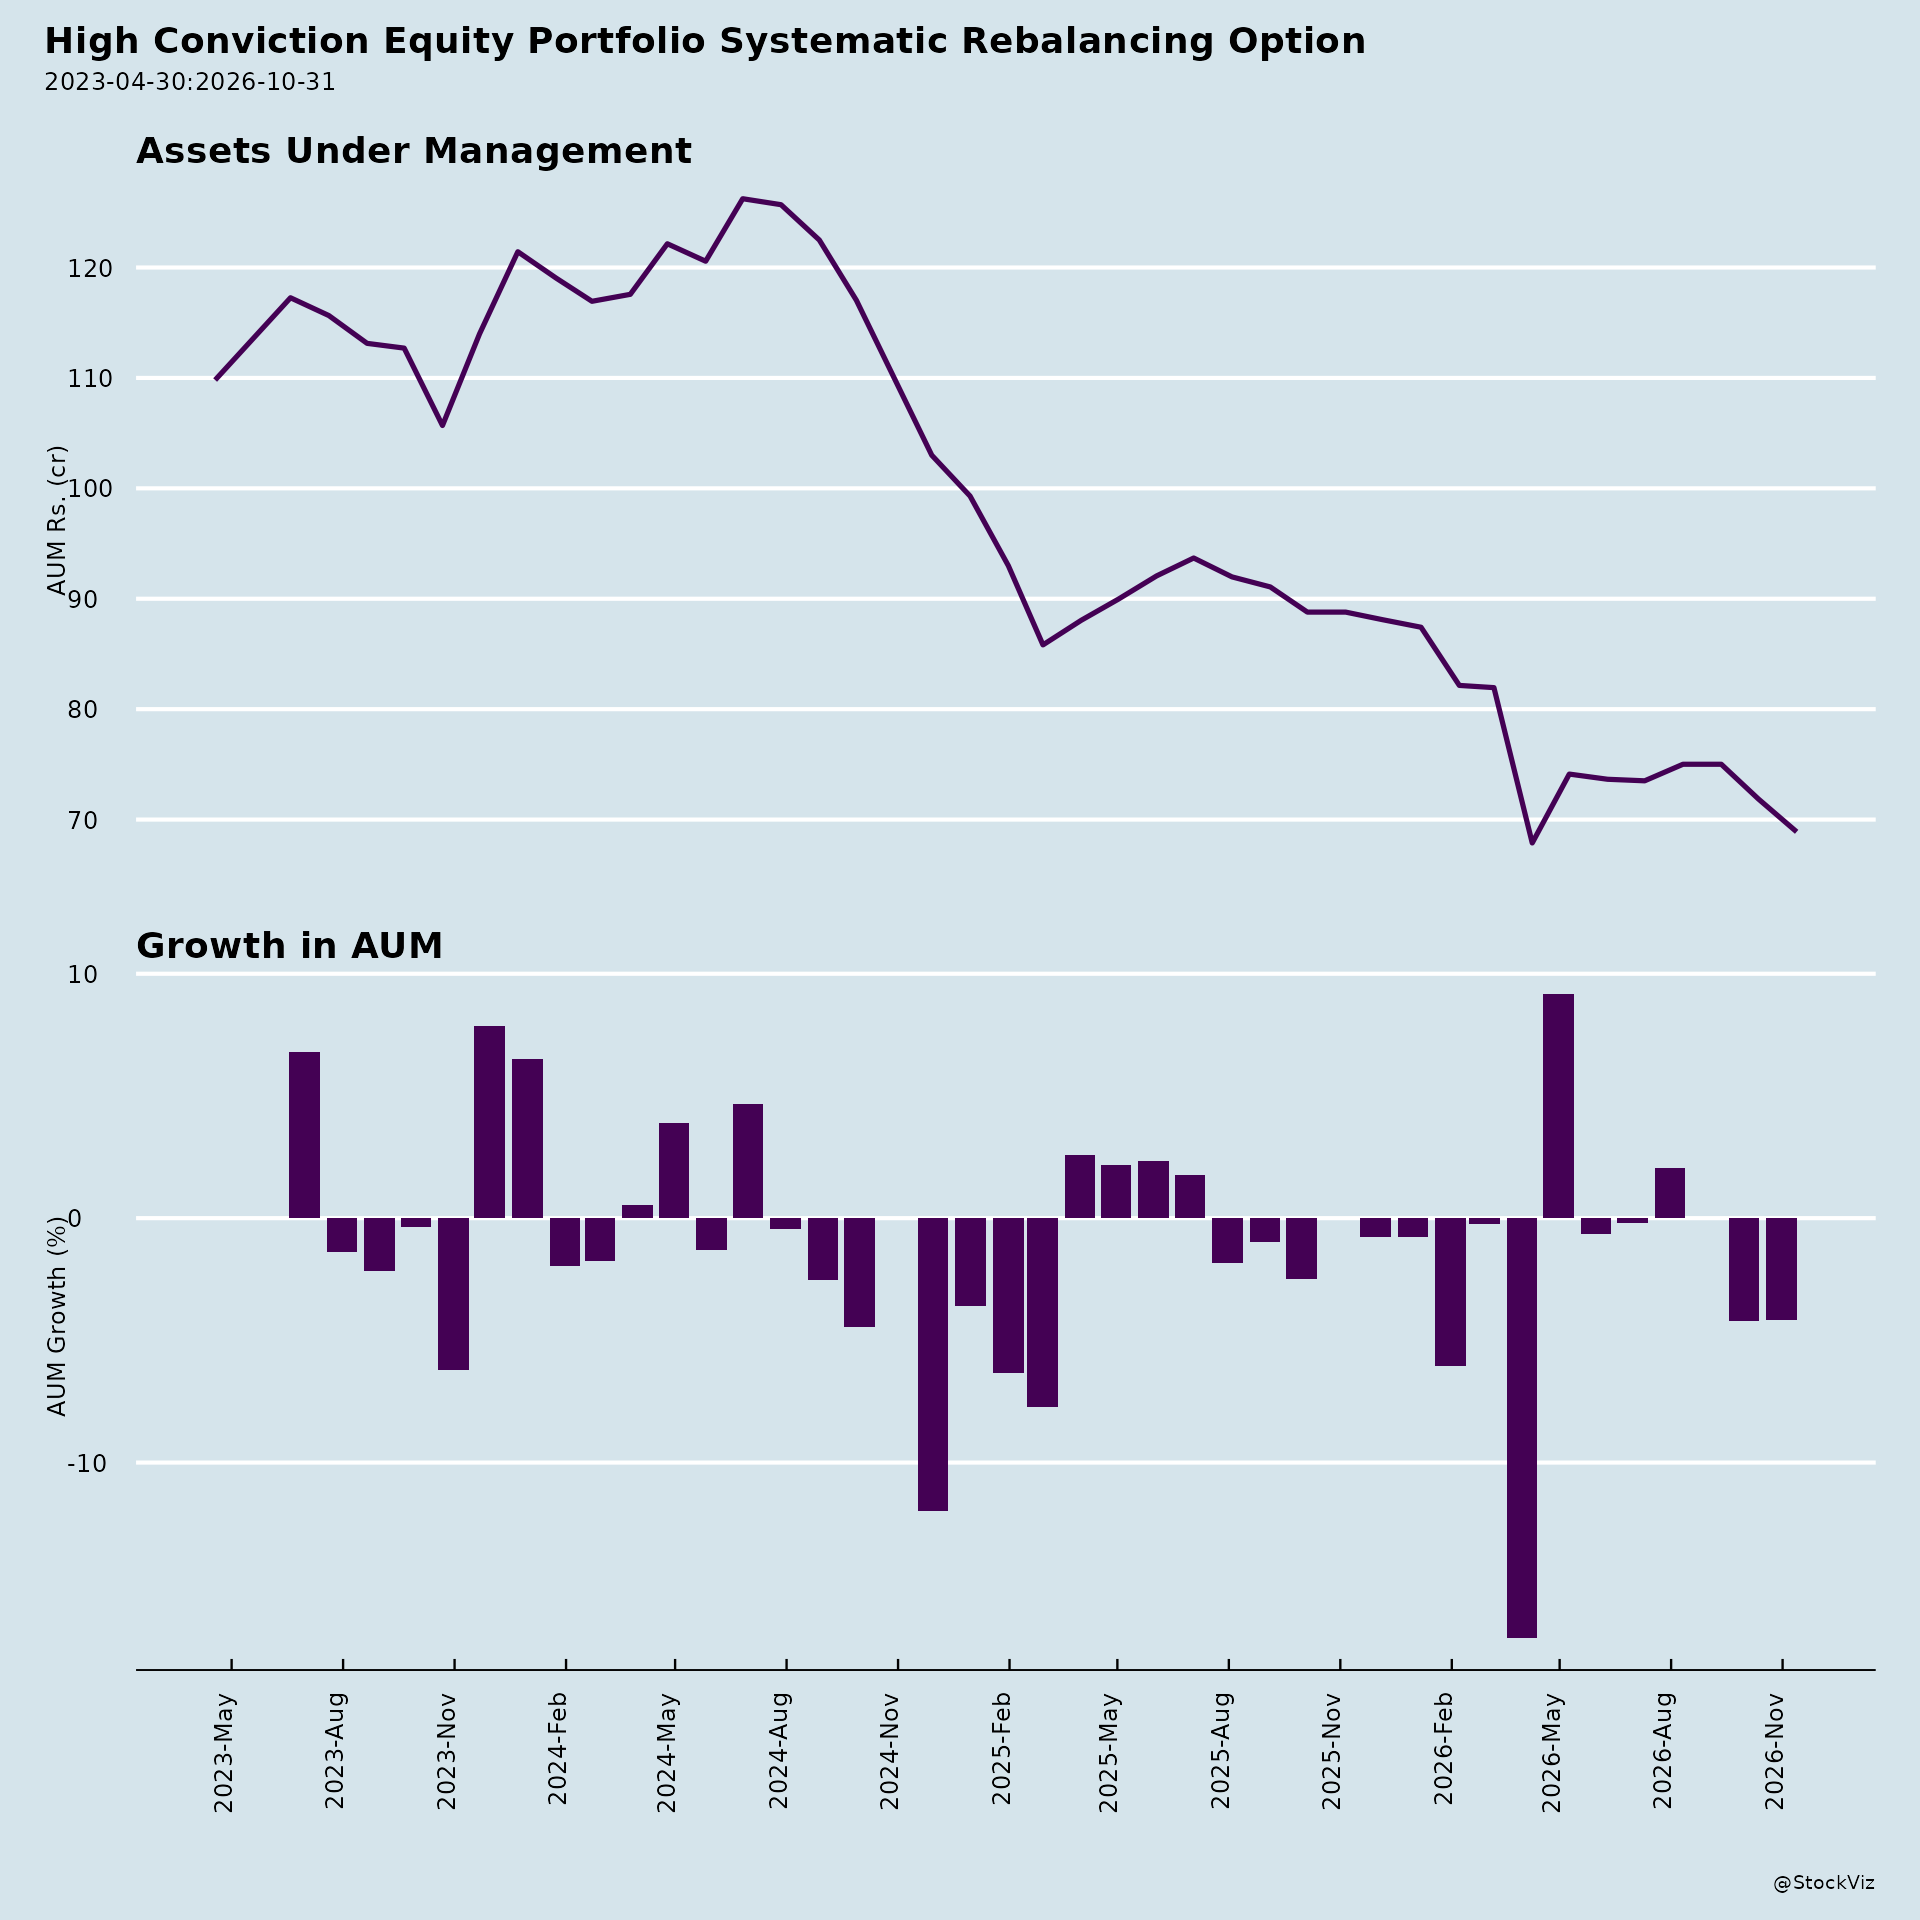 High Conviction Equity Portfolio Systematic Rebalancing Option
2023-04-30:2026-10-31
Assets Under Management
AUM Rs. (cr)
120
110
100
90
80
70
Growth in AUM
AUM Growth (%)
10
0
-10
2023-May
2023-Aug
2023-Nov
2024-Feb
2024-May
2024-Aug
2024-Nov
2025-Feb
2025-May
2025-Aug
2025-Nov
2026-Feb
2026-May
2026-Aug
2026-Nov
@StockViz